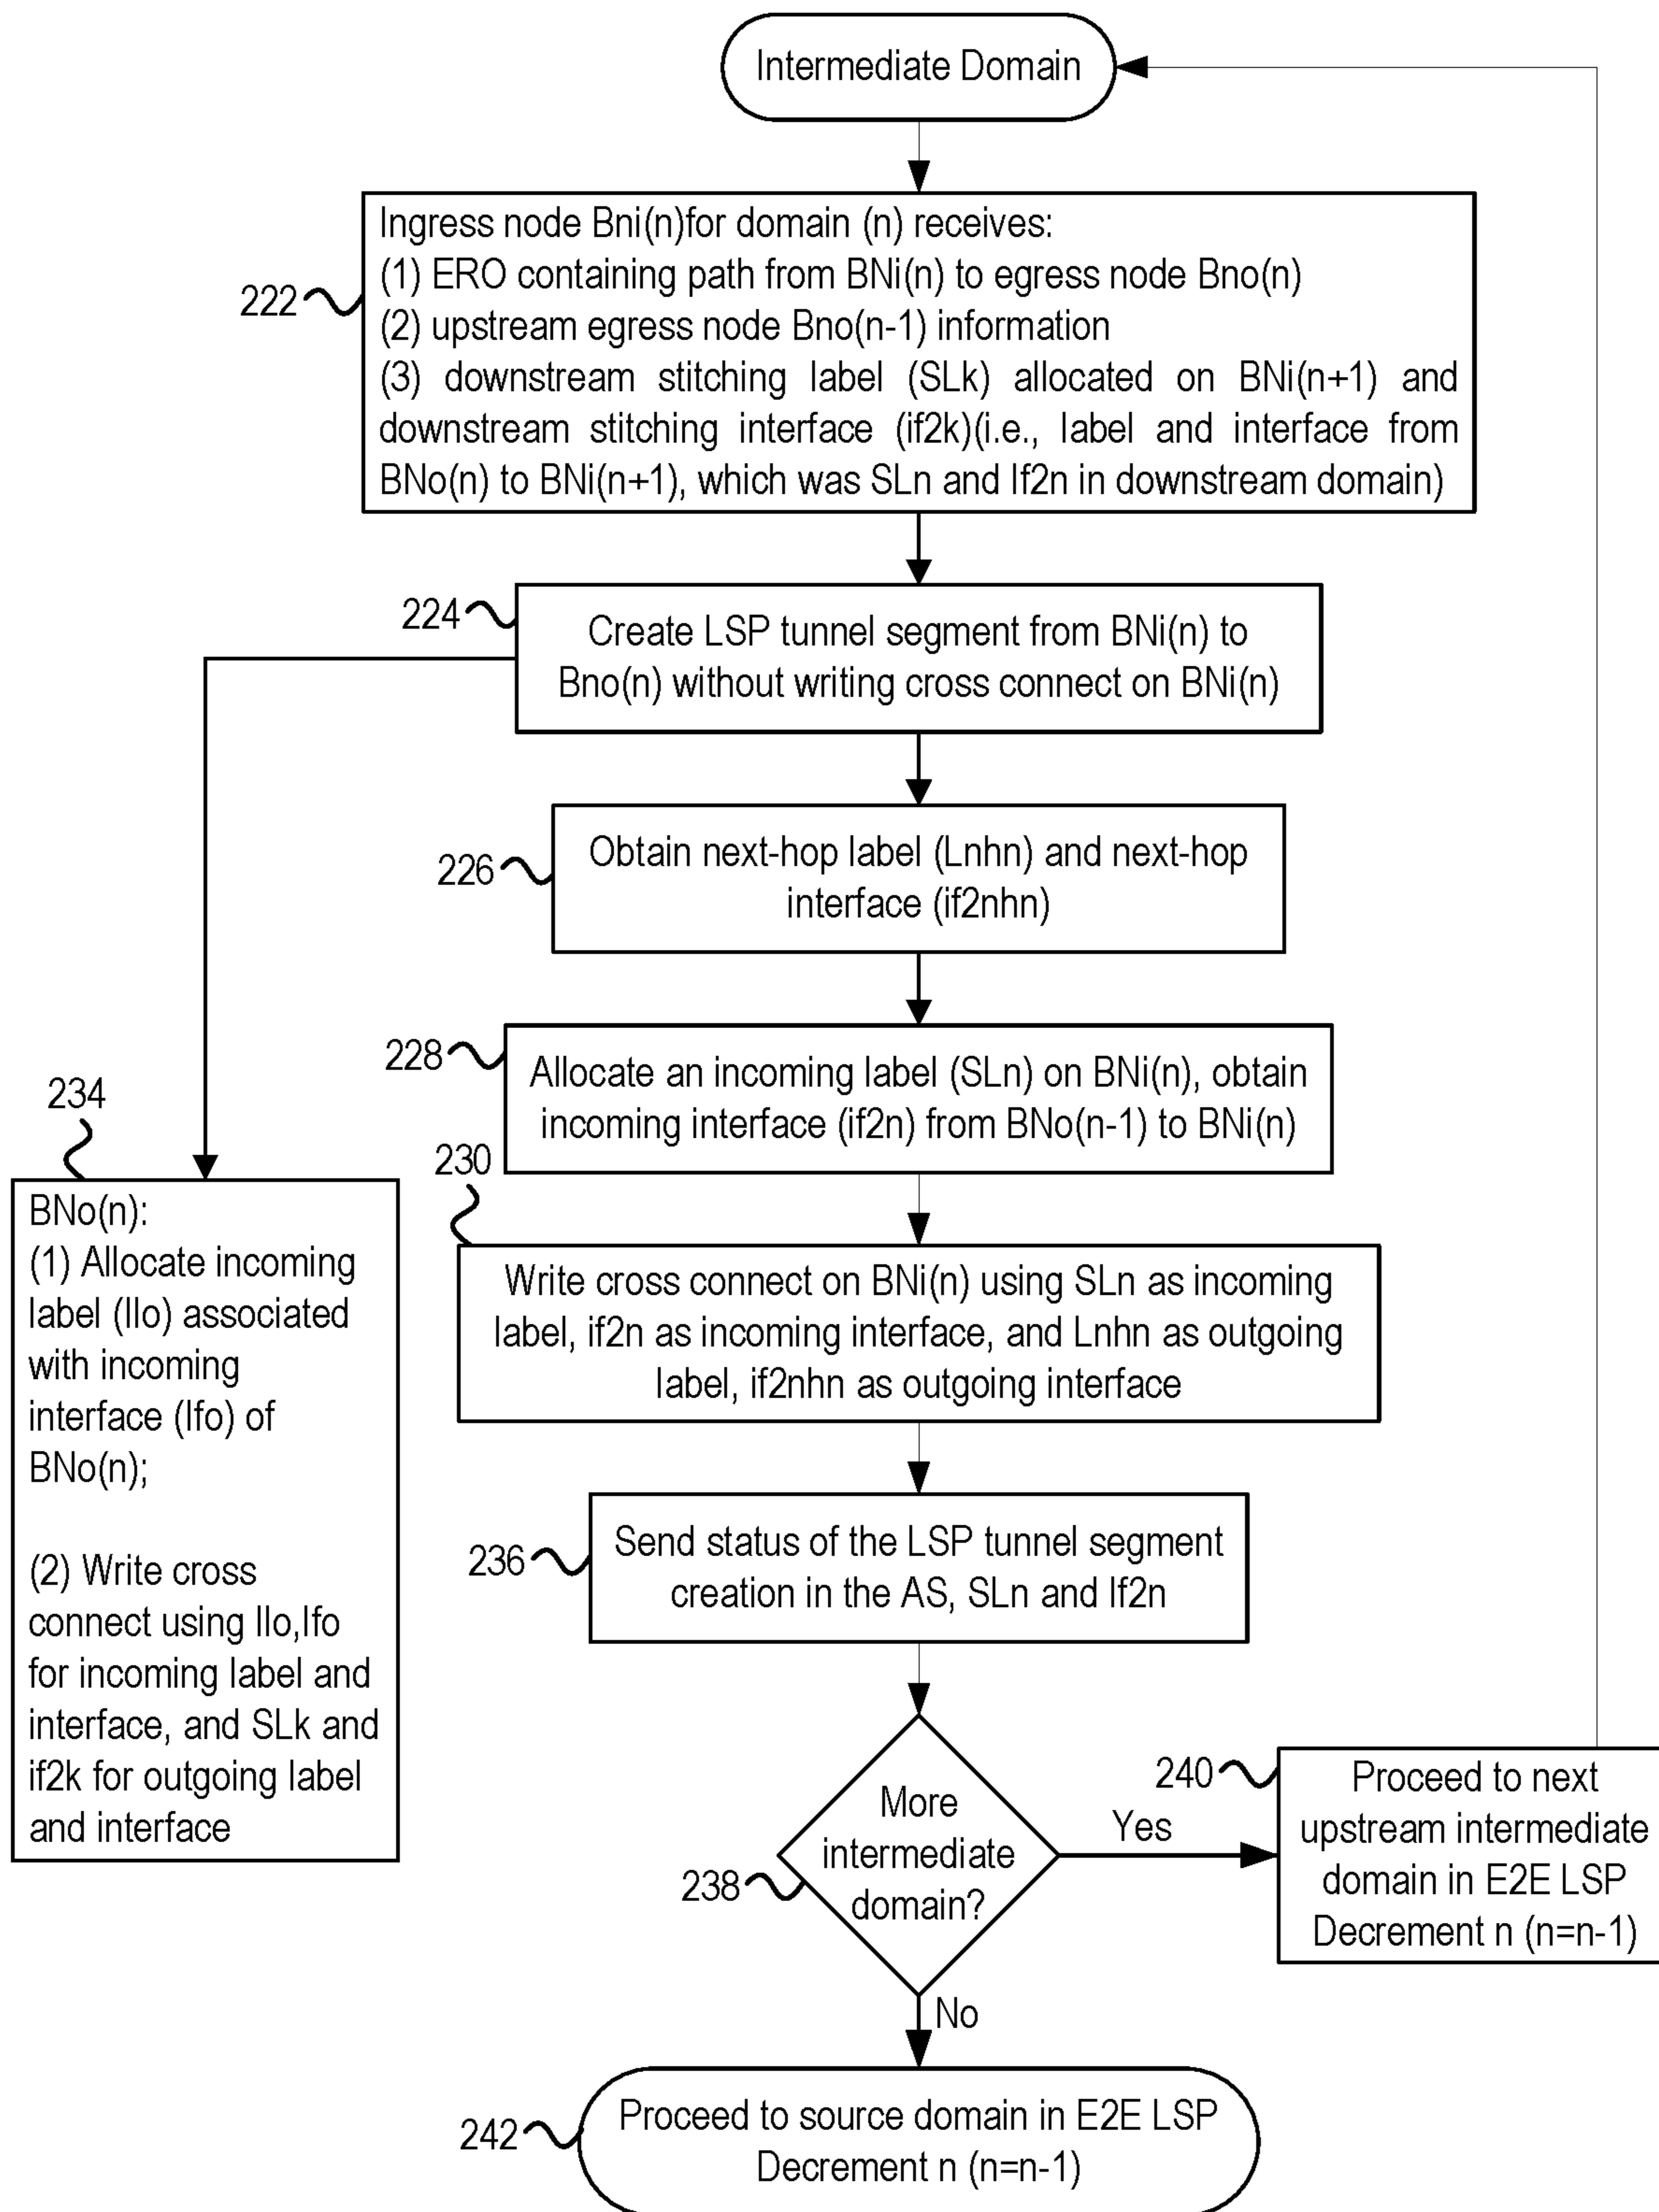 Intermediate Domain
222
Ingress node Bni(n)for domain (n) receives:
(1) ERO containing path from BNi(n) to egress node Bno(n)
(2) upstream egress node Bno(n-1) information
(3) downstream stitching label (SLk) allocated on BNi(n+1) and
downstream stitching interface (if2k)(i.e., label and interface from
BNo(n) to BNi(n+1), which was SLn and If2n in downstream domain)
224
Create LSP tunnel segment from BNi(n) to
Bno(n) without writing cross connect on BNi(n)
226
Obtain next-hop label (Lnhn) and next-hop
interface (if2nhn)
228
Allocate an incoming label (SLn) on BNi(n), obtain
incoming interface (if2n) from BNo(n-1) to BNi(n)
234
BNo(n):
(1) Allocate incoming
label (Ilo) associated
with incoming
interface (Ifo) of
BNo(n);
(2) Write cross
connect using Ilo,Ifo
for incoming label and
interface, and SLk and
if2k for outgoing label
and interface
230
Write cross connect on BNi(n) using SLn as incoming
label, if2n as incoming interface, and Lnhn as outgoing
label, if2nhn as outgoing interface
236
Send status of the LSP tunnel segment
creation in the AS, SLn and If2n
238
More
intermediate
domain?
Yes
240
Proceed to next
upstream intermediate
domain in E2E LSP
Decrement n (n=n-1)
No
242
Proceed to source domain in E2E LSP
Decrement n (n=n-1)